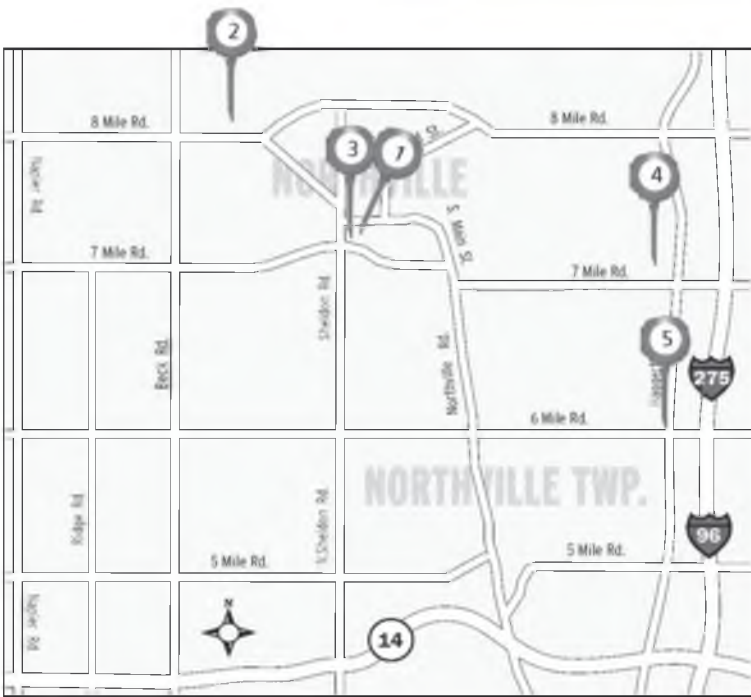 2
8 Mile Rd.
8 Mile Rd.
St.
3
7
4
NORTHVILLE
Napier Rd
S. Main St.
7 Mile Rd.
7 Mile Rd.
Sheldon Rd
Beck Rd.
Northville Rd.
5
275
6 Mile Rd.
NORTHVILLE TWP.
Ridge Rd
S.Sheldon Rd.
96
5 Mile Rd.
5 Mile Rd.
Napier Rd
N
14